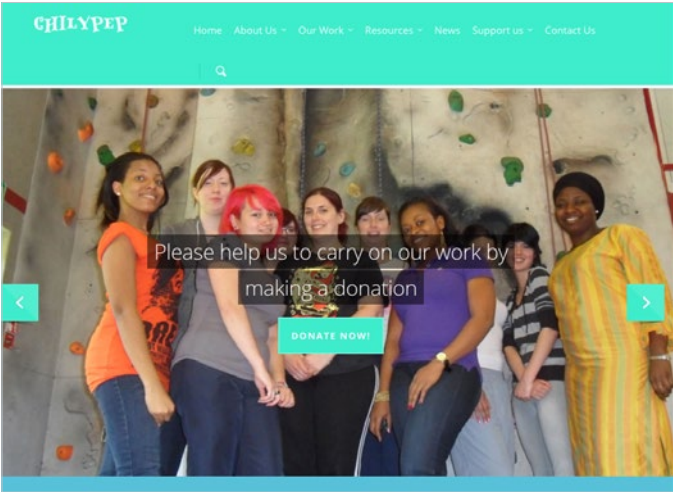 CHILYPEP
Home About Us Our Work Resources News Support us Contact Us
Please help us to carry on our work by
making a donation
DONATE NOW!